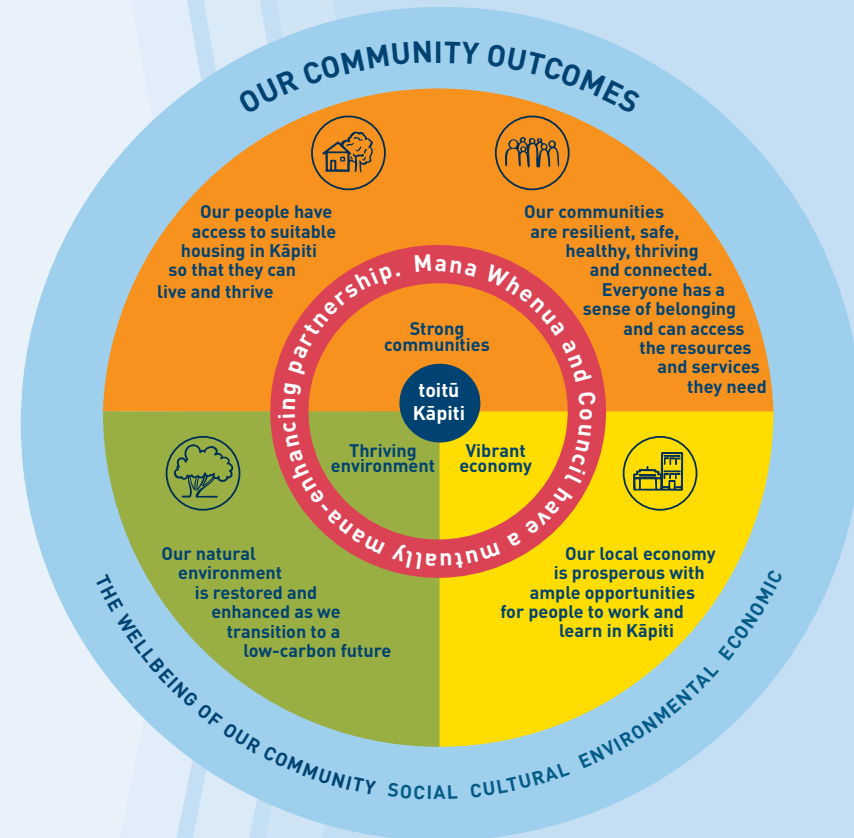 OUR COMMUNITY OUTCOMES
Our people have
access to suitable
housing in Kāpiti
so that they can
live and thrive
Our communities
are resilient, safe,
healthy, thriving
and connected.
Everyone has a
sense of belonging
and can access
the resources
and services
they need
Mana Whenua and Council have a mutually mana-enhancing partnership.
Strong
communities
toitū
Kāpiti
Thriving
environment
Vibrant
economy
Our natural
environment
is restored and
enhanced as we
transition to a
low-carbon future
Our local economy
is prosperous with
ample opportunities
for people to work and
learn in Kāpiti
THE WELLBEING OF OUR COMMUNITY SOCIAL CULTURAL ENVIRONMENTAL ECONOMIC